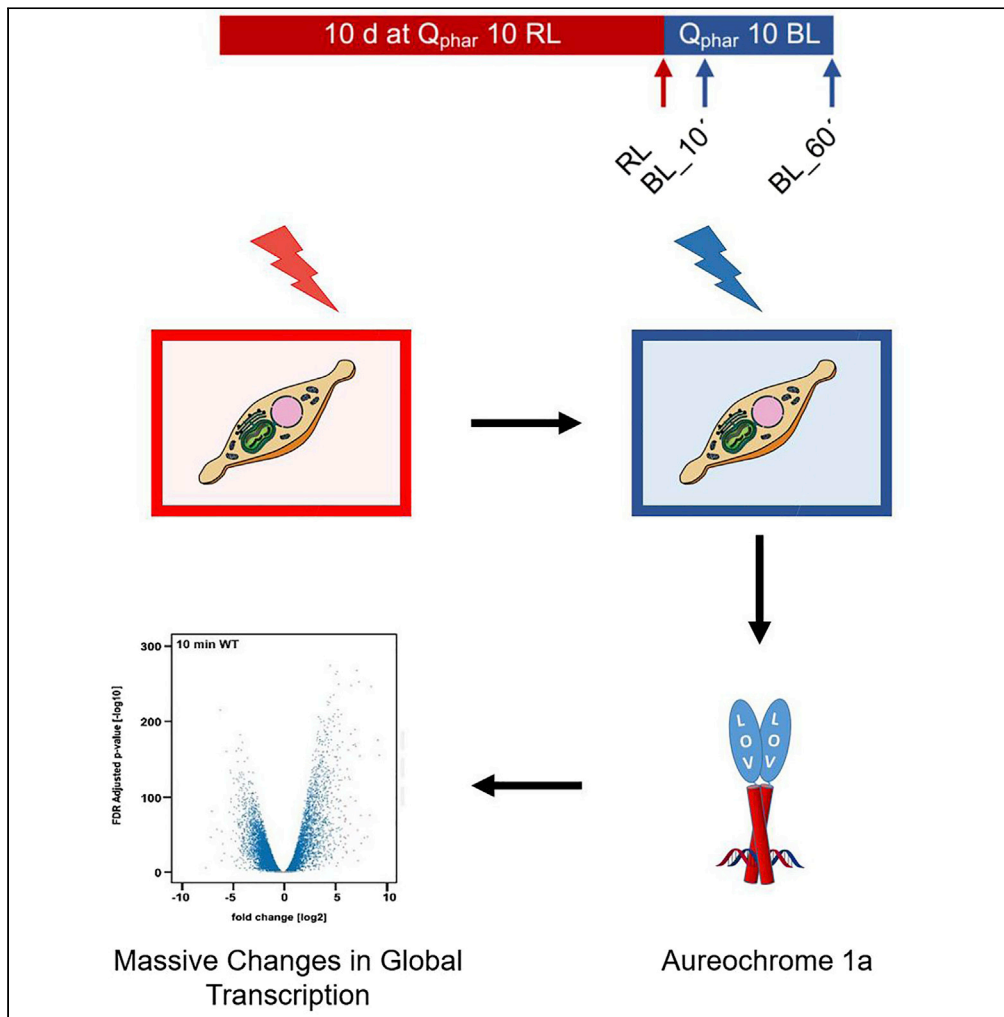 10 d at Qphar 10 RL
Qphar 10 BL
RL
BL_10´
BL_60´
10 min WT
FDR Adjusted p-value [-log10]
300
200
100
0
-10 -5 0 5 10
fold change [log2]
L L
O O
V V
Massive Changes in Global
Transcription
Aureochrome 1a